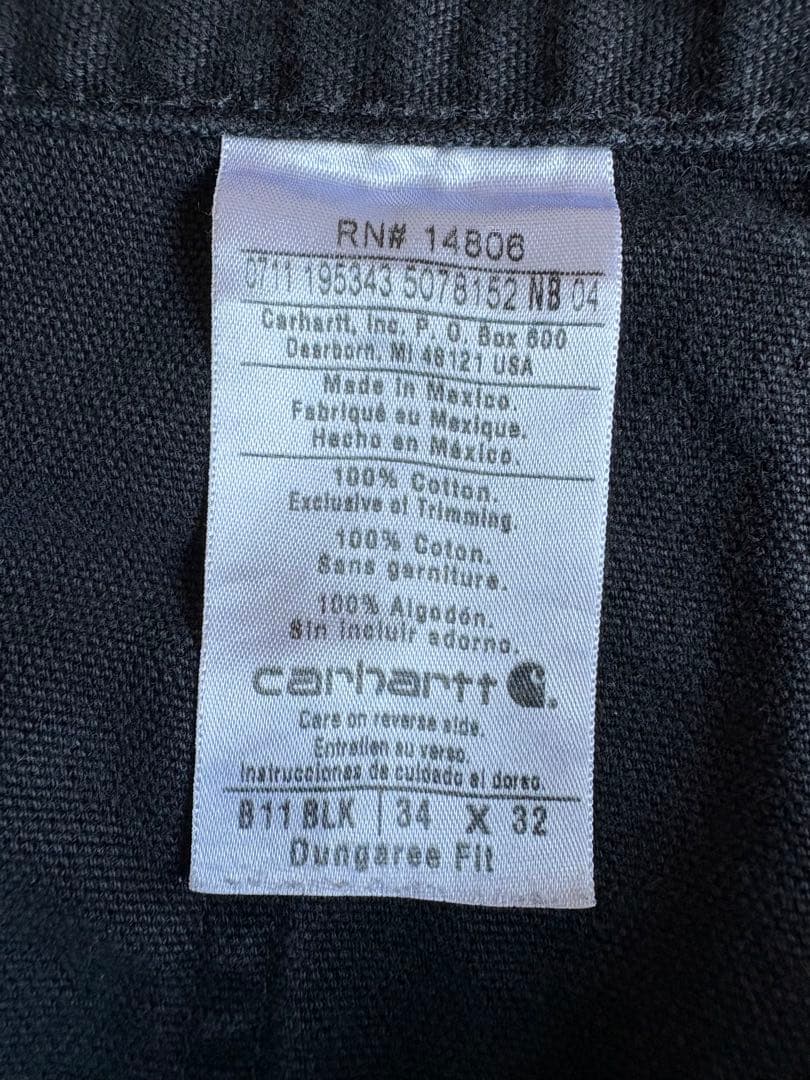 RN# 14806
0711 195343 5078152 NB 04
Carhartt, Inc. P. O. Box 600
Dearborn, MI 48121 USA
Made in Mexico.
Fabriqué au Mexique.
Hecho en México.
100% Cotton.
Exclusive of Trimming.
100% Coton.
Sans garniture.
100% Algodón.
Sin incluir adorno.
carhartt
Care on reverse side.
Entretien au verso.
Instrucciones de cuidado al dorso
B11 BLK 34 X 32
Dungaree Fit